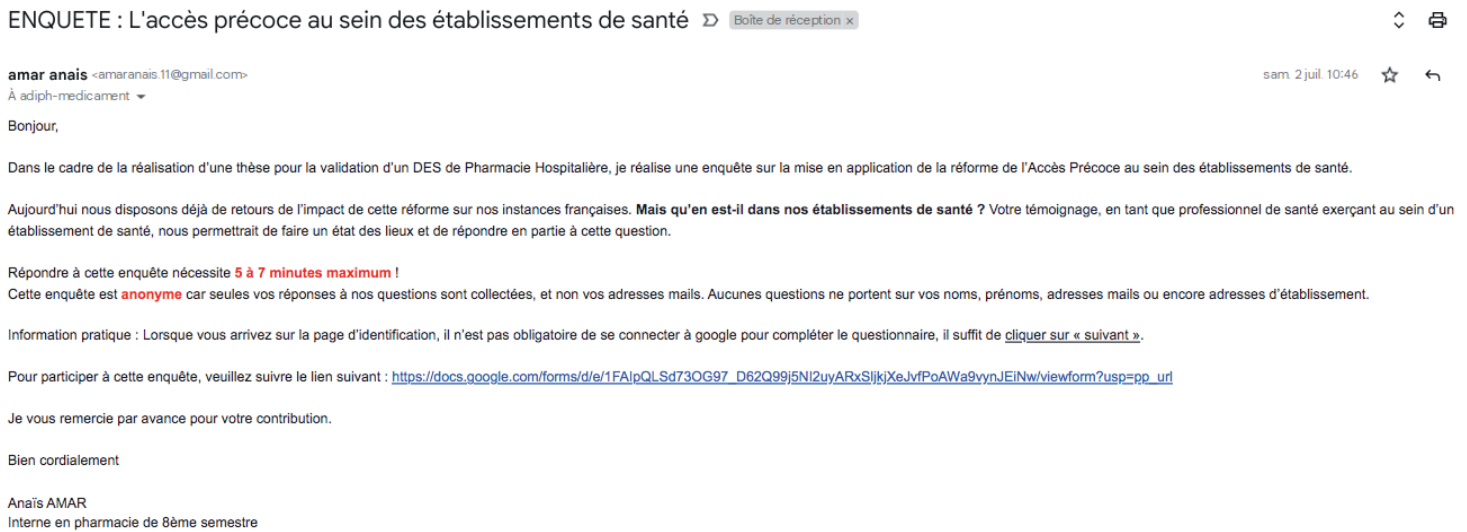 ENQUETE : L'accès précoce au sein des établissements de santé Boîte de réception ×
amar anais <amaranais.11@gmail.com>
sam. 2 juil. 10:46
À adiph-medicament
Bonjour,
Dans le cadre de la réalisation d'une thèse pour la validation d'un DES de Pharmacie Hospitalière, je réalise une enquête sur la mise en application de la réforme de l'Accès Précoce au sein des établissements de santé.
Aujourd'hui nous disposons déjà de retours de l'impact de cette réforme sur nos instances françaises. Mais qu'en est-il dans nos établissements de santé ? Votre témoignage, en tant que professionnel de santé exerçant au sein d'un
établissement de santé, nous permettrait de faire un état des lieux et de répondre en partie à cette question.
Répondre à cette enquête nécessite 5 à 7 minutes maximum !
Cette enquête est anonyme car seules vos réponses à nos questions sont collectées, et non vos adresses mails. Aucunes questions ne portent sur vos noms, prénoms, adresses mails ou encore adresses d'établissement.
Information pratique : Lorsque vous arrivez sur la page d'identification, il n'est pas obligatoire de se connecter à google pour compléter le questionnaire, il suffit de cliquer sur « suivant ».
Pour participer à cette enquête, veuillez suivre le lien suivant : https://docs.google.com/forms/d/e/1FAIpQLSd73OG97_D62Q99j5NI2uyARxSIjkjXeJvfPoAWa9vynJEiNw/viewform?usp=pp_url
Je vous remercie par avance pour votre contribution.
Bien cordialement
Anaïs AMAR
Interne en pharmacie de 8ème semestre